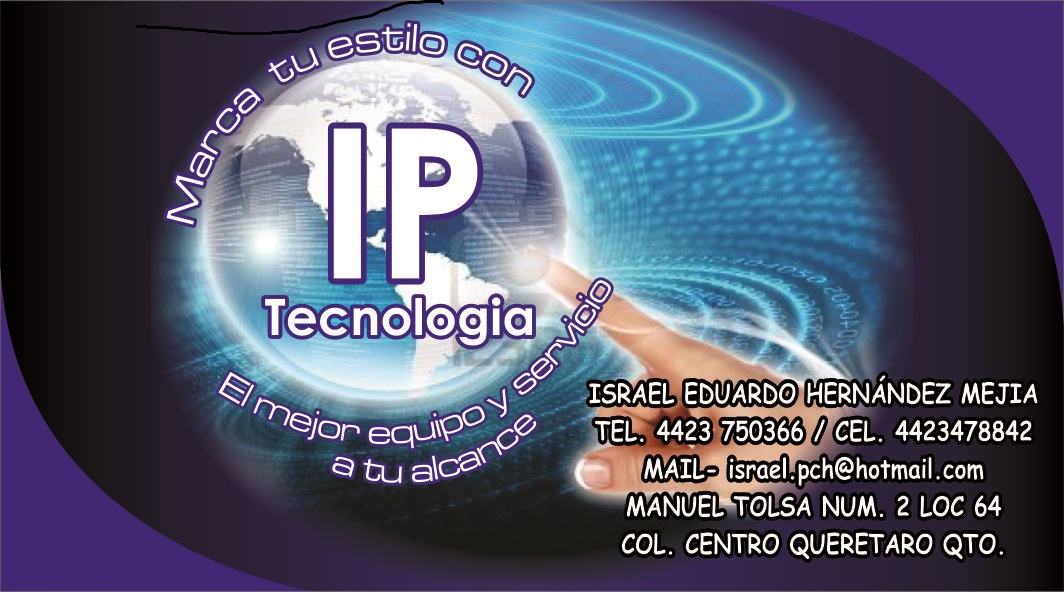 Marca tu estilo con
IP
Tecnologia
El mejor equipo y servicio
a tu alcance
ISRAEL EDUARDO HERNÁNDEZ MEJIA
TEL. 4423 750366 / CEL. 4423478842
MAIL- israel.pch@hotmail.com
MANUEL TOLSA NUM. 2 LOC 64
COL. CENTRO QUERETARO QTO.